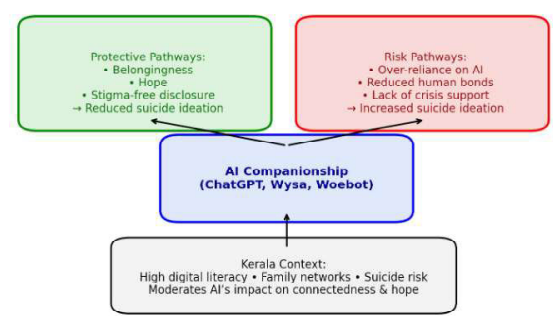 Protective Pathways:
• Belongingness
• Hope
• Stigma-free disclosure
→ Reduced suicide ideation
Risk Pathways:
• Over-reliance on AI
• Reduced human bonds
• Lack of crisis support
→ Increased suicide ideation
AI Companionship
(ChatGPT, Wysa, Woebot)
Kerala Context:
High digital literacy • Family networks • Suicide risk
Moderates AI's impact on connectedness & hope